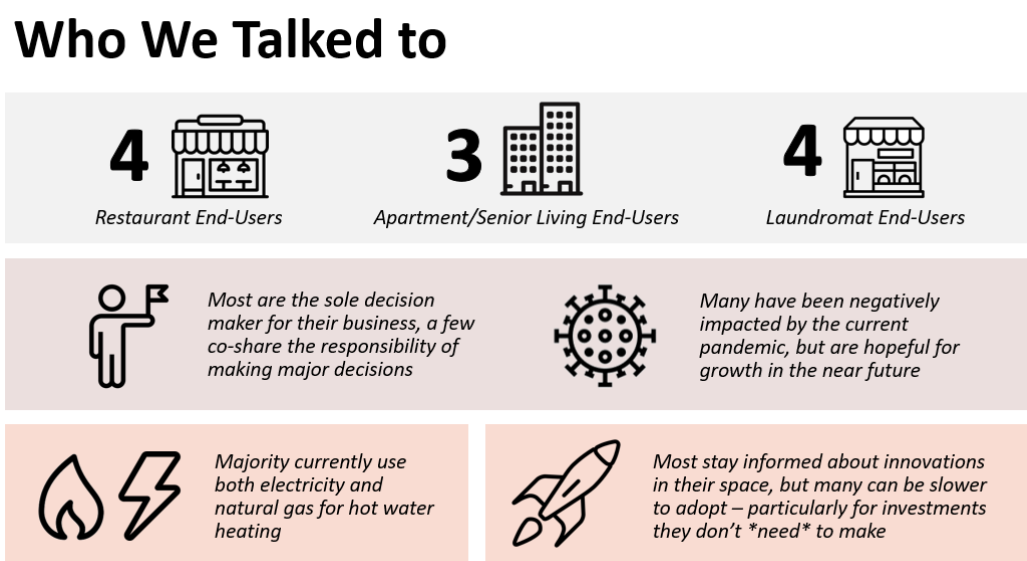 Who We Talked to
4
3
4
Restaurant End-Users
Apartment/Senior Living End-Users
Laundromat End-Users
Most are the sole decision
maker for their business, a few
co-share the responsibility of
making major decisions
Many have been negatively
impacted by the current
pandemic, but are hopeful for
growth in the near future
Majority currently use
both electricity and
natural gas for hot water
heating
Most stay informed about innovations
in their space, but many can be slower
to adopt – particularly for investments
they don’t *need* to make